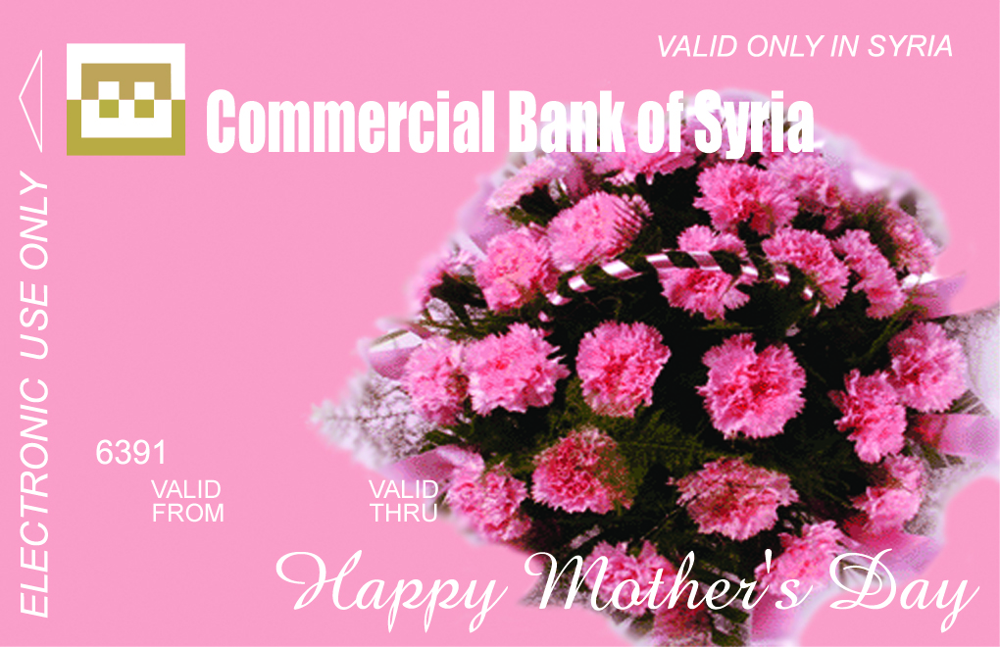 VALID ONLY IN SYRIA
Commercial Bank of Syria
ELECTRONIC USE ONLY
6391
VALID FROM
VALID THRU
Happy Mother's Day